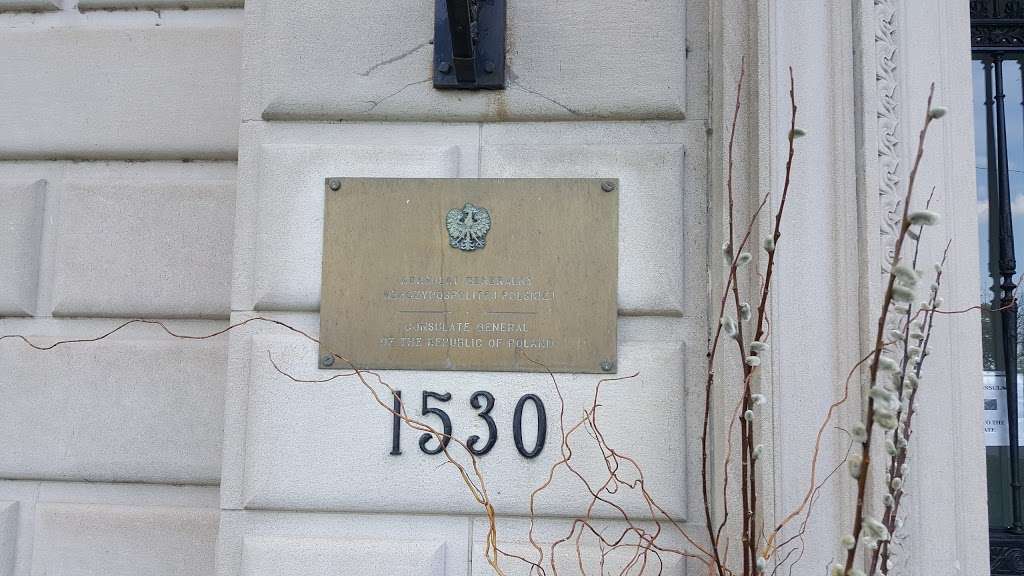 KONSULAT GENERALNY
RZECZYPOSPOLITEJ POLSKIEJ
CONSULATE GENERAL
OF THE REPUBLIC OF POLAND
1530